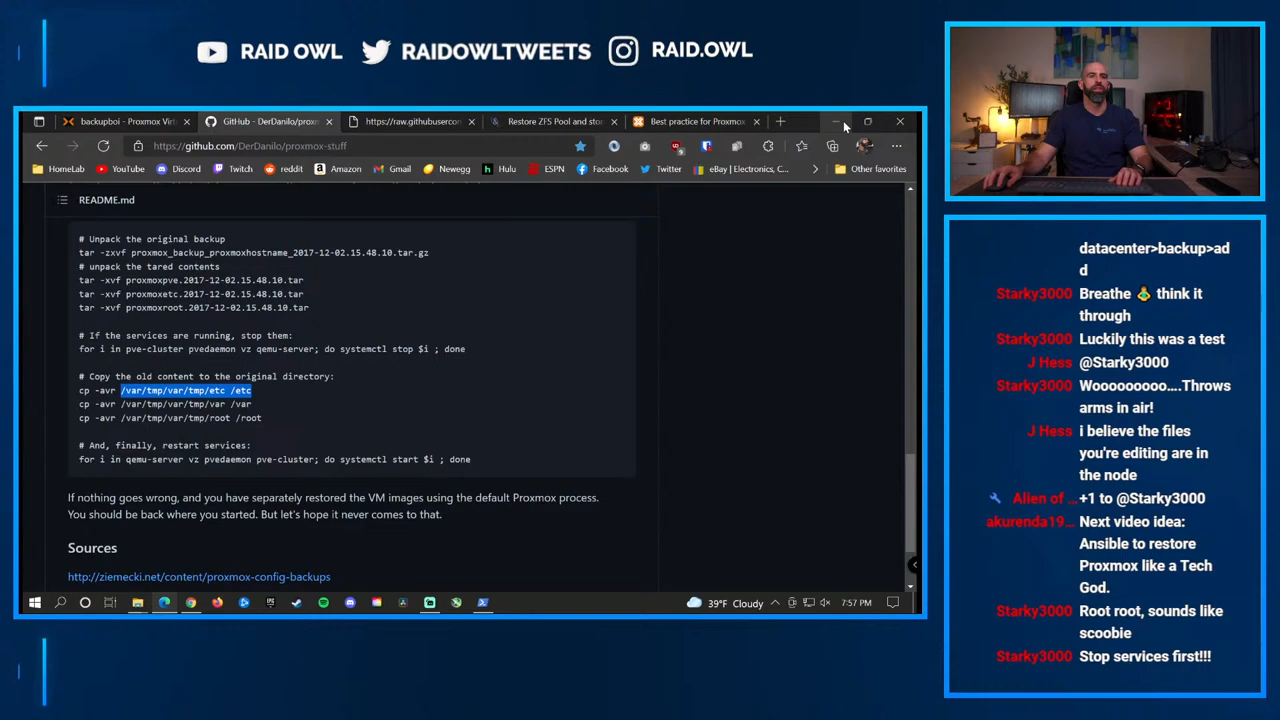 RAID OWL
RAIDOWLTWEETS
RAID.OWL
backupboi - Proxmox Virt
GitHub - DerDanilo/proxm
https://raw.githubusercon
Restore ZFS Pool and stor
Best practice for Proxmox
https://github.com/DerDanilo/proxmox-stuff
HomeLab
YouTube
Discord
Twitch
reddit
Amazon
Gmail
Newegg
Hulu
ESPN
Facebook
Twitter
eBay | Electronics, C...
Other favorites
README.md
# Unpack the original backup
tar -zxvf proxmox_backup_proxmoxhostname_2017-12-02.15.48.10.tar.gz
# unpack the tared contents
tar -xvf proxmoxpve.2017-12-02.15.48.10.tar
tar -xvf proxmoxetc.2017-12-02.15.48.10.tar
tar -xvf proxmoxroot.2017-12-02.15.48.10.tar
# If the services are running, stop them:
for i in pve-cluster pvedaemon vz qemu-server; do systemctl stop $i ; done
# Copy the old content to the original directory:
cp -avr /var/tmp/var/tmp/etc /etc
cp -avr /var/tmp/var/tmp/var /var
cp -avr /var/tmp/var/tmp/root /root
# And, finally, restart services:
for i in qemu-server vz pvedaemon pve-cluster; do systemctl start $i ; done
If nothing goes wrong, and you have separately restored the VM images using the default Proxmox process.
You should be back where you started. But let's hope it never comes to that.
Sources
http://ziemecki.net/content/proxmox-config-backups
39°F Cloudy
7:57 PM
datacenter>backup>ad
d
Starky3000 Breathe 🧘 think it
through
Starky3000 Luckily this was a test
J Hess @Starky3000
Starky3000 Wooooooooo....Throws
arms in air!
J Hess i believe the files
you're editing are in
the node
Alien of ... +1 to @Starky3000
akurenda19... Next video idea:
Ansible to restore
Proxmox like a Tech
God.
Starky3000 Root root, sounds like
scoobie
Starky3000 Stop services first!!!